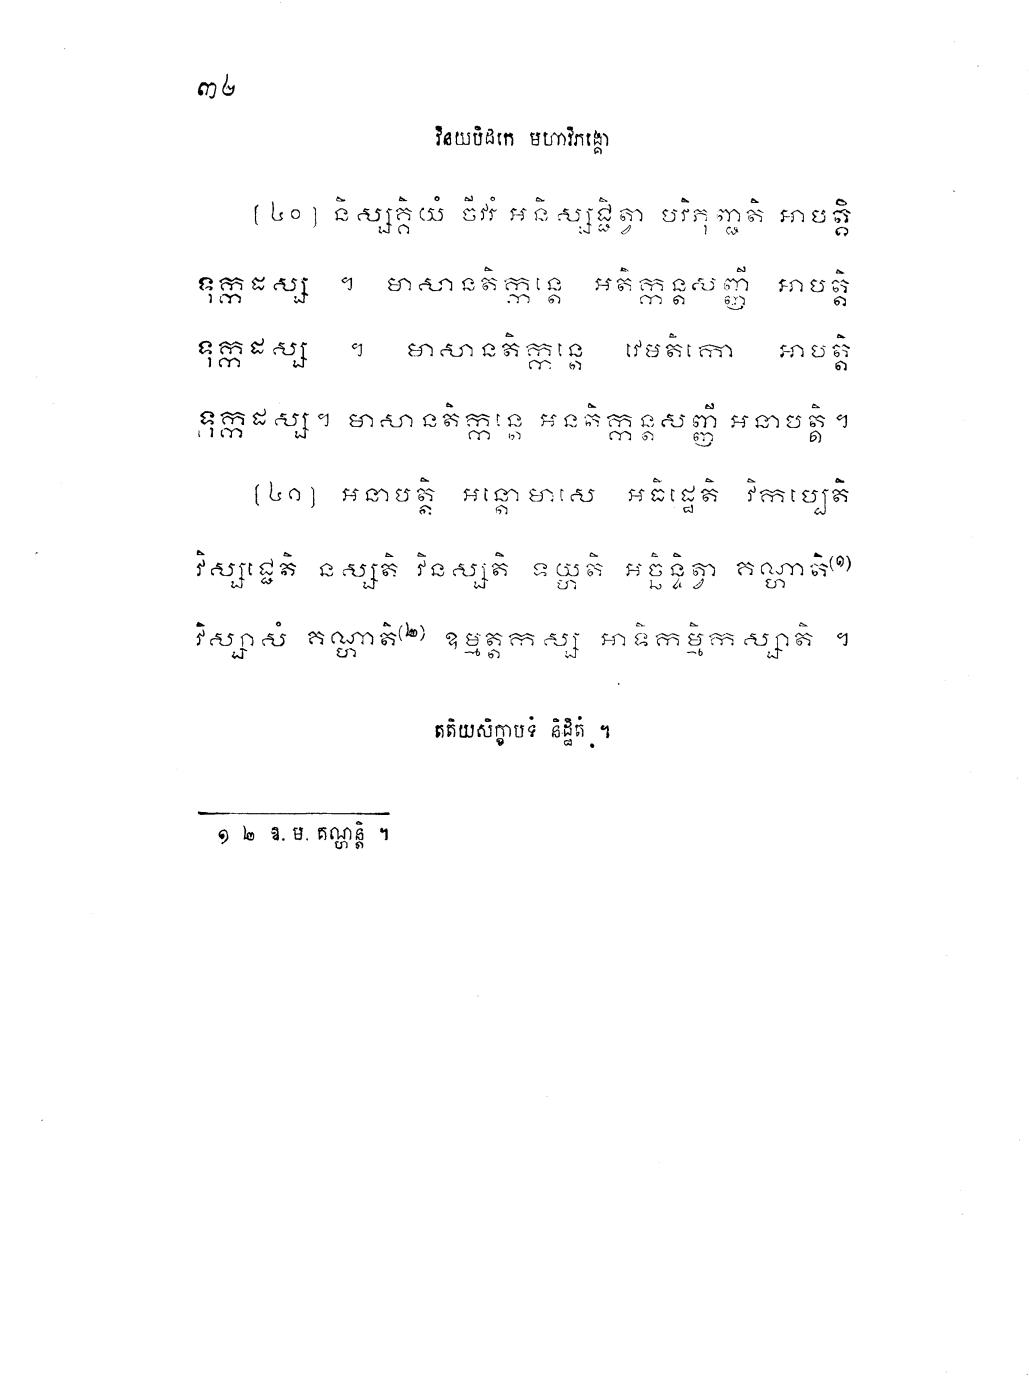 ៣៤
វិនយបិដកេ មហាវិភង្គោ
(៤០) និស្សគ្គិយំ ចីវរំ អនិស្សជ្ជិត្វា បរិភុញ្ជតិ អាបត្តិ
ទុក្កដស្ស ។ មាសានតិក្កន្តេ អតិក្កន្តសញ្ញី អាបត្តិ
ទុក្កដស្ស ។ មាសានតិក្កន្តេ វេមតិកោ អាបត្តិ
ទុក្កដស្ស។ មាសានតិក្កន្តេ អនតិក្កន្តសញ្ញី អនាបត្តិ។
(៤១) អនាបត្តិ អន្តោមាសេ អធិដ្ឋេតិ វិកប្បេតិ
វិស្សជ្ជេតិ នស្សតិ វិនស្សតិ ទយ្ហតិ អច្ឆិន្ទិត្វា គណ្ហាតិ(១)
វិស្សាសំ គណ្ហាតិ(២) ឧម្មត្តកស្ស អាទិកម្មិកស្សាតិ ។
តតិយសិក្ខាបទំ និដ្ឋិតំ ។
១ ២ ឱ. ម. គណ្ហន្តិ ។